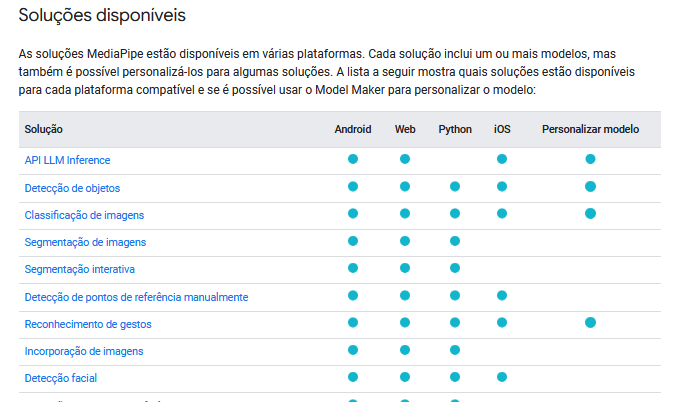 Soluções disponíveis
As soluções MediaPipe estão disponíveis em várias plataformas. Cada solução inclui um ou mais modelos, mas
também é possível personalizá-los para algumas soluções. A lista a seguir mostra quais soluções estão disponíveis
para cada plataforma compatível e se é possível usar o Model Maker para personalizar o modelo:
Solução Android Web Python iOS Personalizar modelo
API LLM Inference
Detecção de objetos
Classificação de imagens
Segmentação de imagens
Segmentação interativa
Detecção de pontos de referência manualmente
Reconhecimento de gestos
Incorporação de imagens
Detecção facial